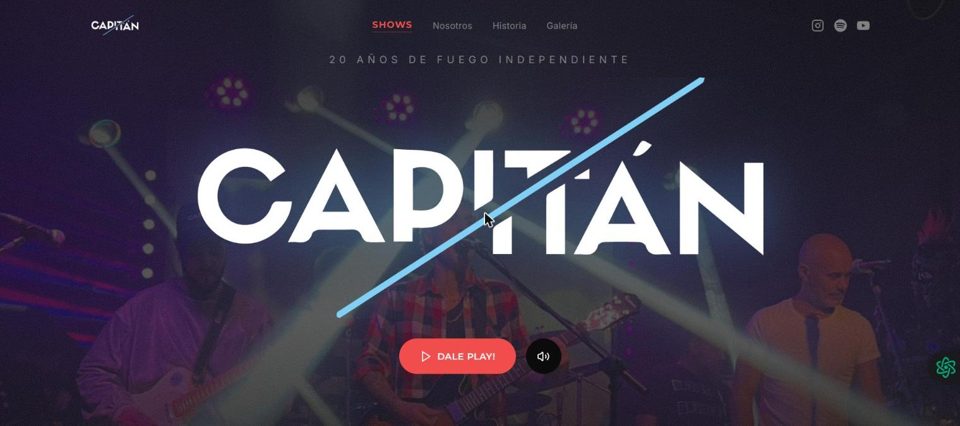 CAPITÁN
SHOWS Nosotros Historia Galería
20 AÑOS DE FUEGO INDEPENDIENTE
CAPITÁN
DALE PLAY!